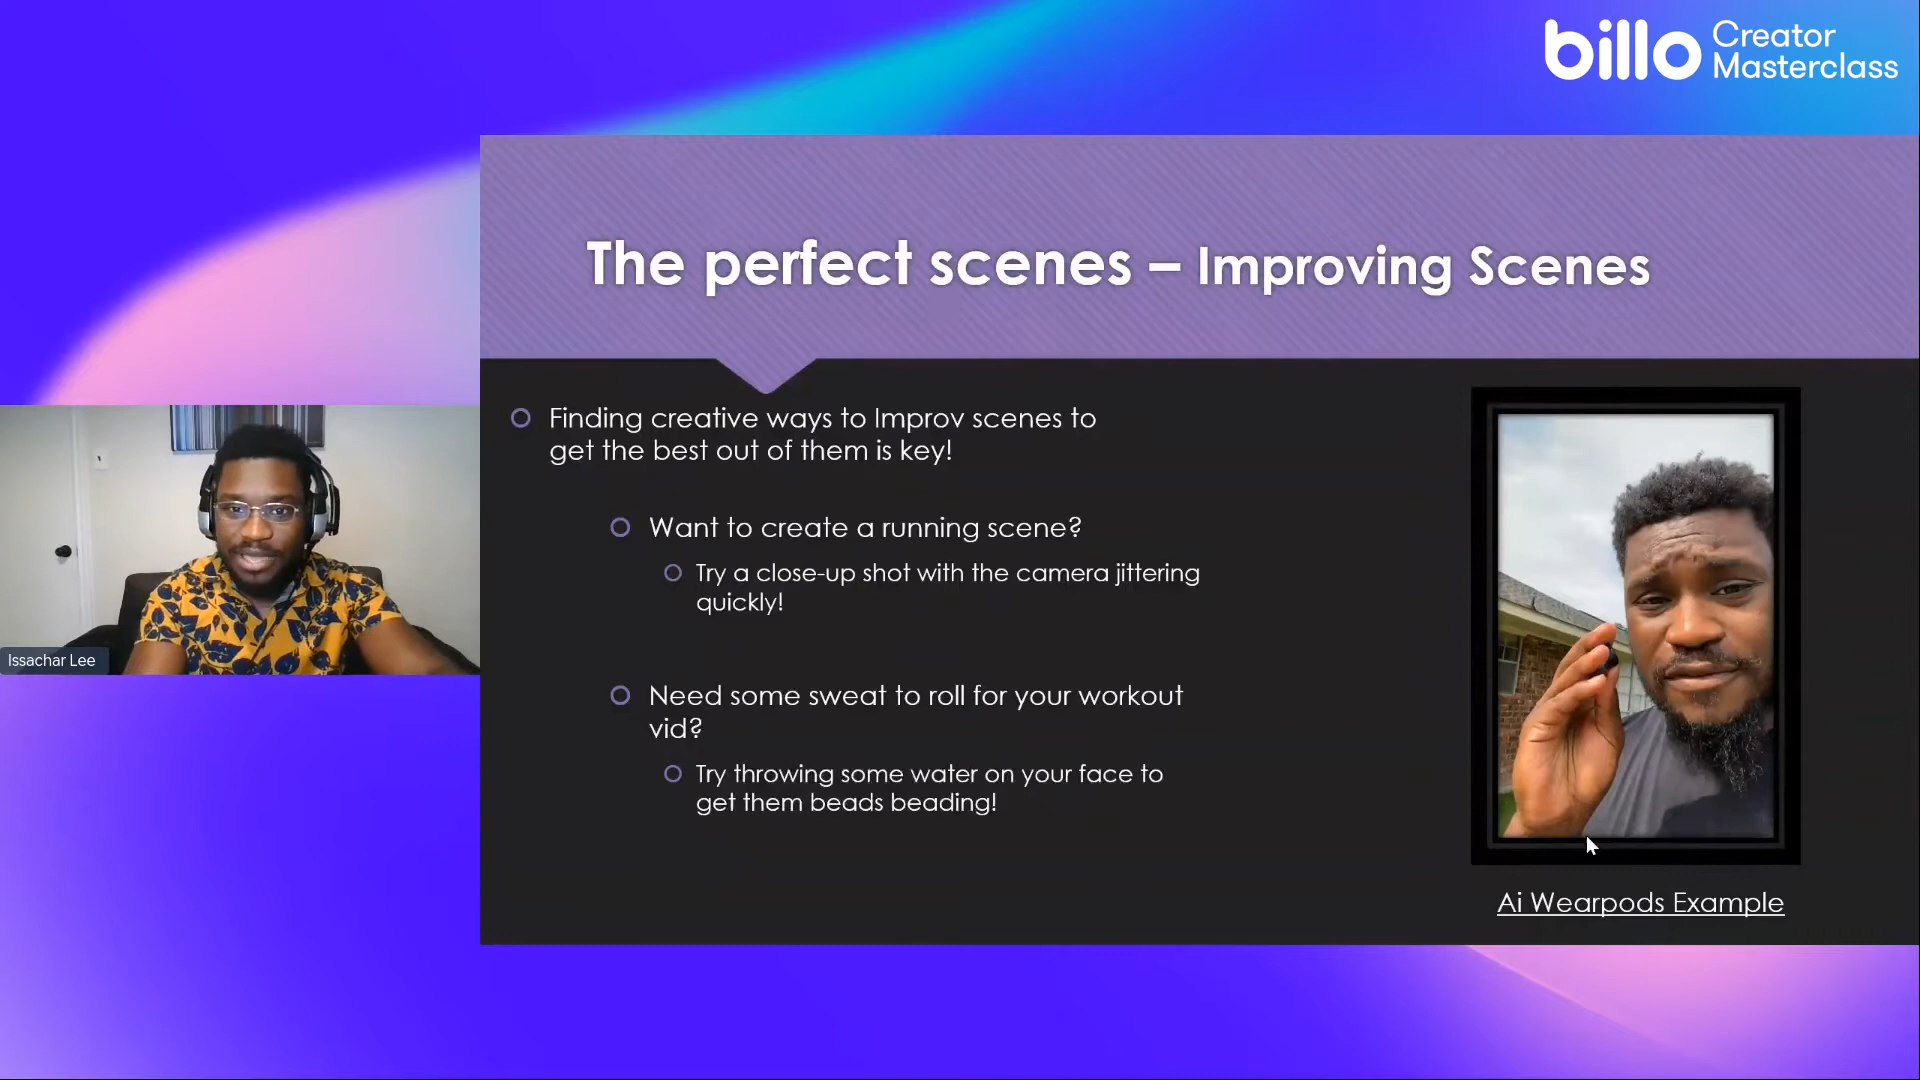 billo Creator
Masterclass
The perfect scenes – Improving Scenes
Finding creative ways to Improv scenes to
get the best out of them is key!
Want to create a running scene?
Try a close-up shot with the camera jittering
quickly!
Need some sweat to roll for your workout
vid?
Try throwing some water on your face to
get them beads beading!
Issachar Lee
Ai Wearpods Example